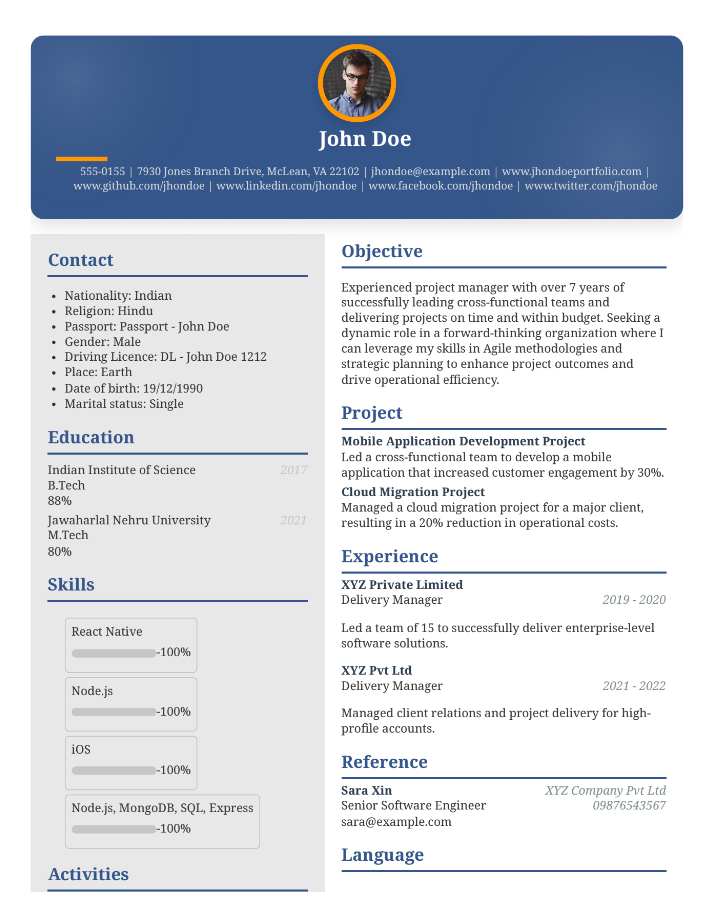 John Doe
555-0155 | 7930 Jones Branch Drive, McLean, VA 22102 | jhondoe@example.com | www.jhondoeportfolio.com |
www.github.com/jhondoe | www.linkedin.com/jhondoe | www.facebook.com/jhondoe | www.twitter.com/jhondoe
Contact
• Nationality: Indian
• Religion: Hindu
• Passport: Passport - John Doe
• Gender: Male
• Driving Licence: DL - John Doe 1212
• Place: Earth
• Date of birth: 19/12/1990
• Marital status: Single
Education
Indian Institute of Science 2017
B.Tech
88%
Jawaharlal Nehru University 2021
M.Tech
80%
Skills
React Native
-100%
Node.js
-100%
iOS
-100%
Node.js, MongoDB, SQL, Express
-100%
Activities
Objective
Experienced project manager with over 7 years of
successfully leading cross-functional teams and
delivering projects on time and within budget. Seeking a
dynamic role in a forward-thinking organization where I
can leverage my skills in Agile methodologies and
strategic planning to enhance project outcomes and
drive operational efficiency.
Project
Mobile Application Development Project
Led a cross-functional team to develop a mobile
application that increased customer engagement by 30%.
Cloud Migration Project
Managed a cloud migration project for a major client,
resulting in a 20% reduction in operational costs.
Experience
XYZ Private Limited
Delivery Manager 2019 - 2020
Led a team of 15 to successfully deliver enterprise-level
software solutions.
XYZ Pvt Ltd
Delivery Manager 2021 - 2022
Managed client relations and project delivery for high-
profile accounts.
Reference
Sara Xin XYZ Company Pvt Ltd
Senior Software Engineer 09876543567
sara@example.com
Language